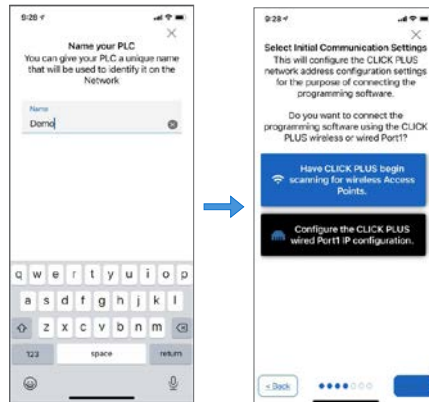 9:28
Name your PLC
You can give your PLC a unique name
that will be used to identify it on the
Network
Name
Demo
q w e r t y u i o p
a s d f g h j k l
z x c v b n m
123 space return
9:28
Select Initial Communication Settings
This will configure the CLICK PLUS
network address configuration settings
for the purpose of connecting the
programming software.
Do you want to connect the
programming software using the CLICK
PLUS wireless or wired Port1?
Have CLICK PLUS begin
scanning for wireless Access
Points.
Configure the CLICK PLUS
wired Port1 IP configuration.
< Back